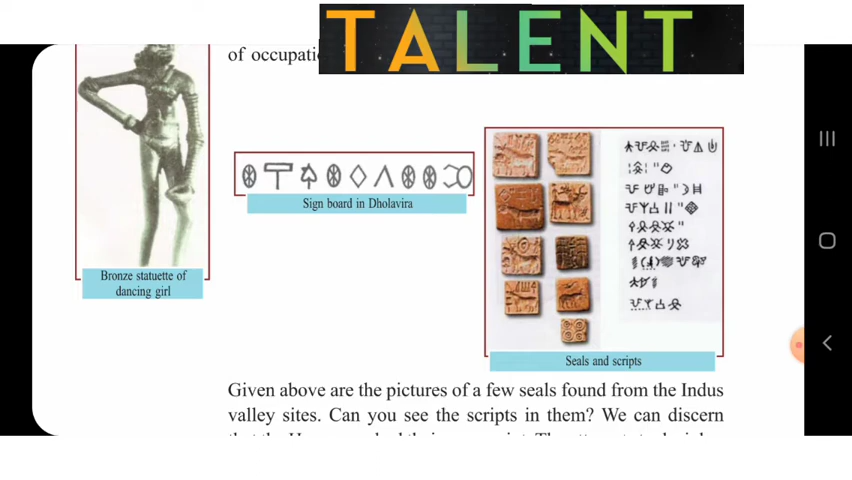 TALENT
of occupati
Sign board in Dholavira
Bronze statuette of
dancing girl
Seals and scripts
Given above are the pictures of a few seals found from the Indus
valley sites. Can you see the scripts in them? We can discern